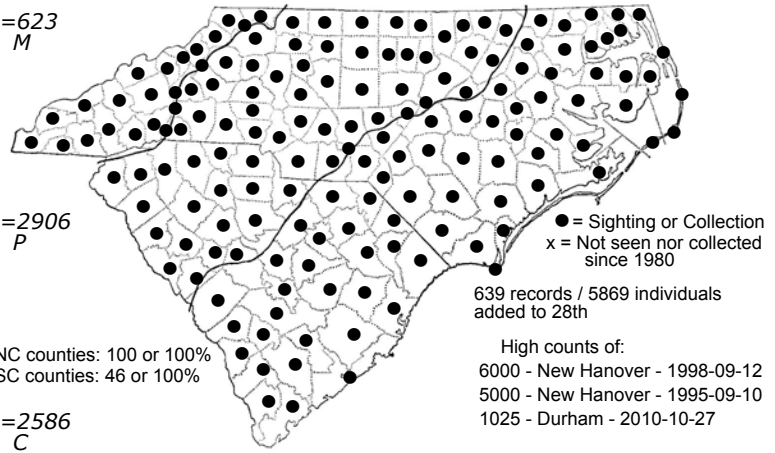 =623
M
=2906
P
● = Sighting or Collection
x = Not seen nor collected
since 1980
639 records / 5869 individuals
added to 28th
NC counties: 100 or 100%
SC counties: 46 or 100%
High counts of:
6000 - New Hanover - 1998-09-12
5000 - New Hanover - 1995-09-10
1025 - Durham - 2010-10-27
=2586
C